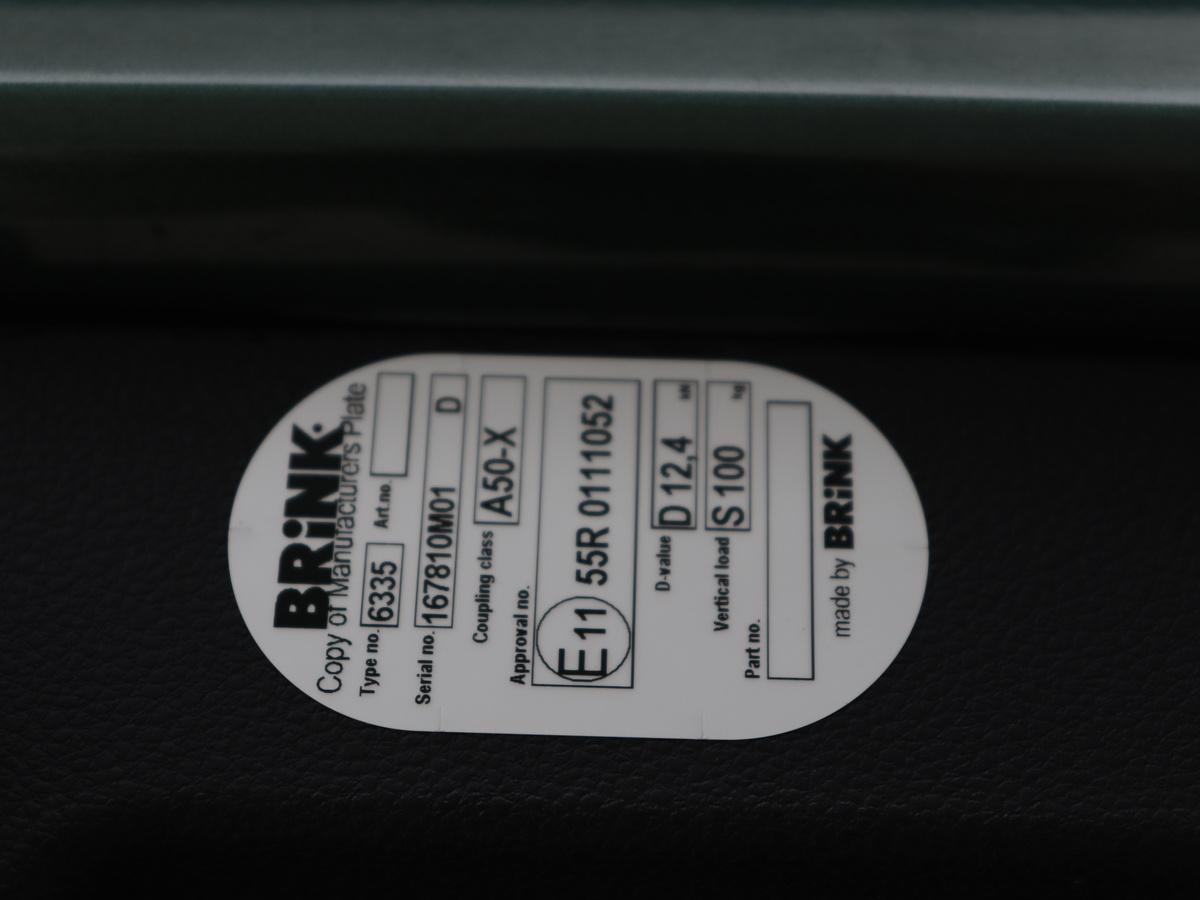 BRiNK.
Copy of Manufacturers Plate
Type no. 6335 Art.no.
Serial no. 167810M01 D
Coupling class A50-X
Approval no.
E 11 55R 0111052
D-value D 12,4 kN
Vertical load S 100 kg
Part no.
made by BRiNK